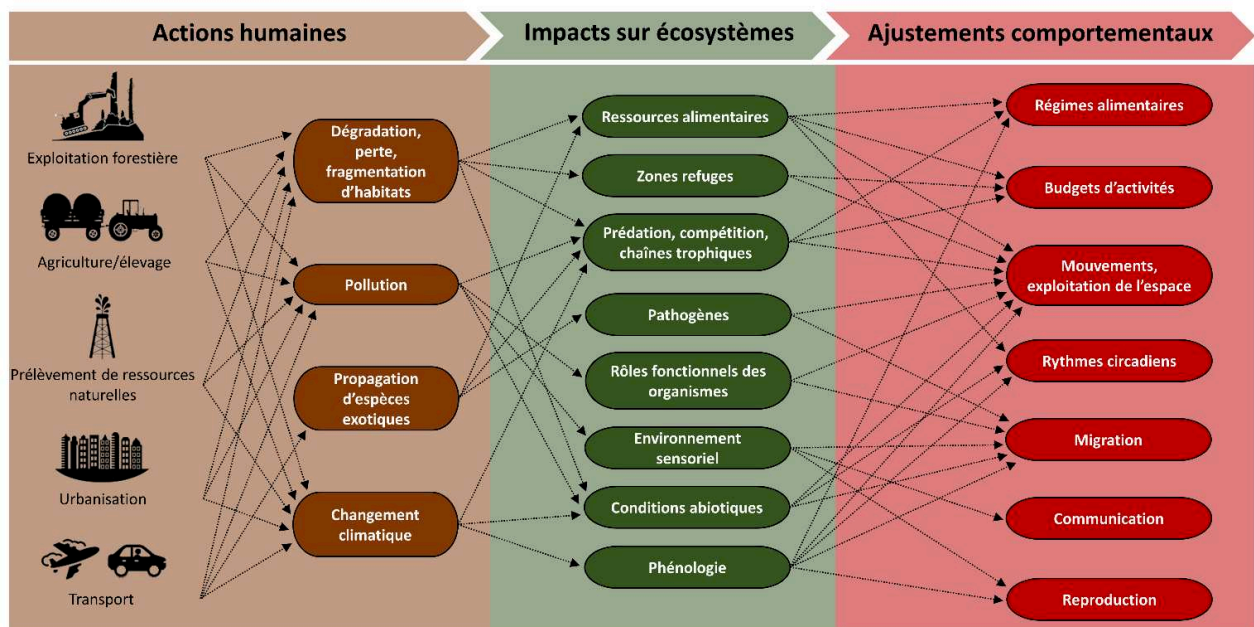 Actions humaines
Impacts sur écosystèmes
Ajustements comportementaux
Exploitation forestière
Agriculture/élevage
Prélèvement de ressources
naturelles
Urbanisation
Transport
Dégradation,
perte,
fragmentation
d'habitats
Pollution
Propagation
d'espèces
exotiques
Changement
climatique
Ressources alimentaires
Zones refuges
Prédation, compétition,
chaînes trophiques
Pathogènes
Rôles fonctionnels des
organismes
Environnement
sensoriel
Conditions abiotiques
Phénologie
Régimes alimentaires
Budgets d'activités
Mouvements,
exploitation de l'espace
Rythmes circadiens
Migration
Communication
Reproduction